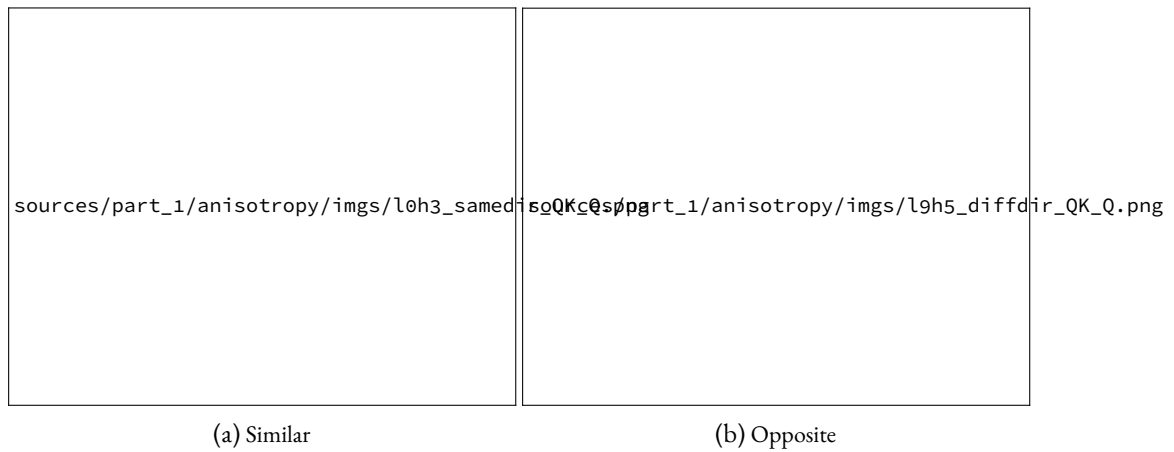 sources/part_1/anisotropy/imgs/l0h3_samedir_QK_Q.png
sources/part_1/anisotropy/imgs/l9h5_diffdir_QK_Q.png
(a) Similar
(b) Opposite